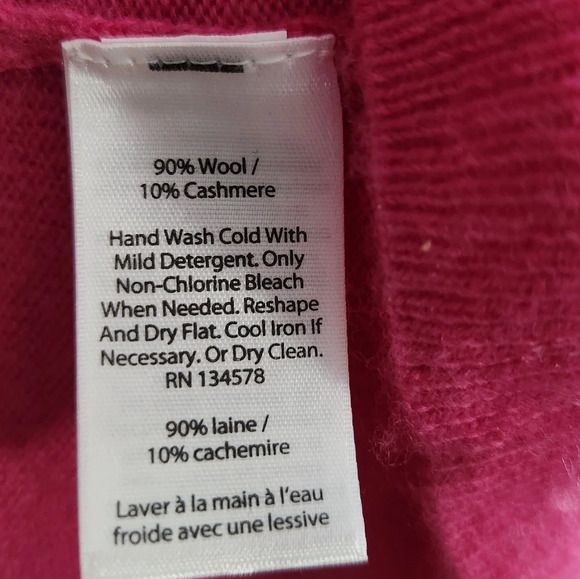 90% Wool /
10% Cashmere
Hand Wash Cold With
Mild Detergent. Only
Non-Chlorine Bleach
When Needed. Reshape
And Dry Flat. Cool Iron If
Necessary. Or Dry Clean.
RN 134578
90% laine /
10% cachemire
Laver à la main à l'eau
froide avec une lessive